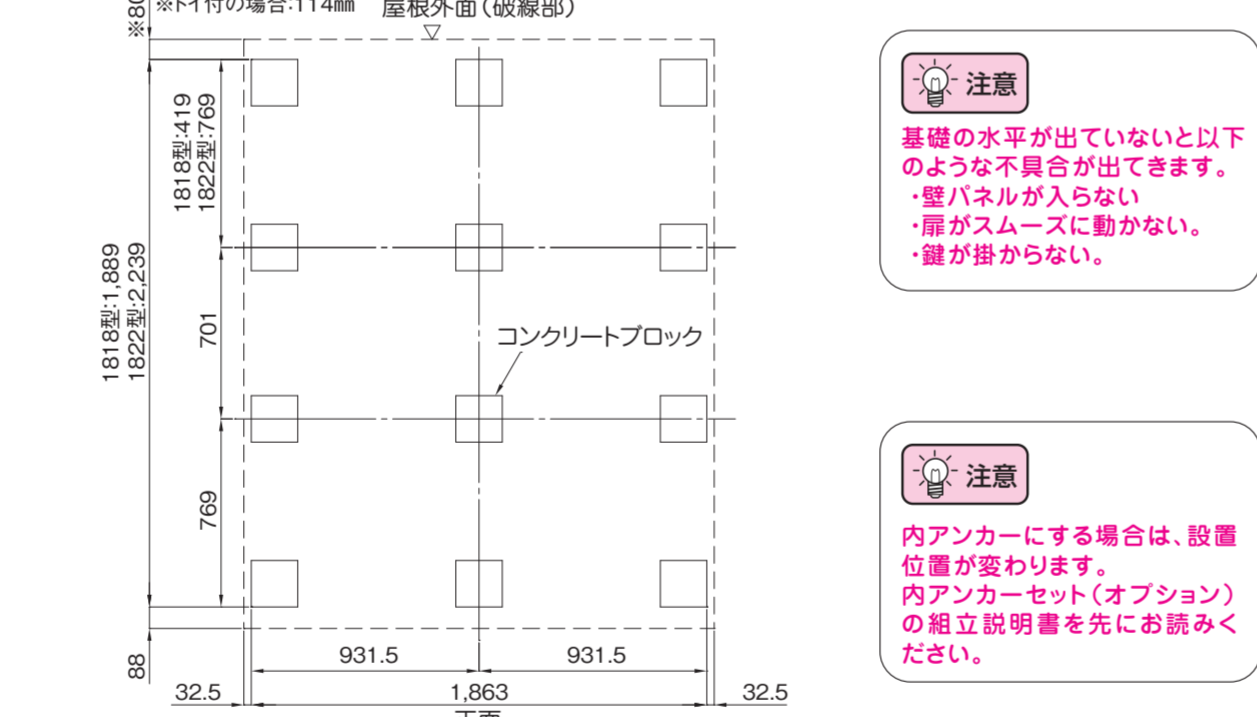 ※トイ付の場合:114mm
屋根外面(破線部)
※80
1818型:419
1822型:769
1818型:1,889
1822型:2,239
701
コンクリートブロック
769
88
931.5
931.5
32.5
1,863
32.5
正面
注意
基礎の水平が出ていないと以下
のような不具合が出てきます。
・壁パネルが入らない
・扉がスムーズに動かない。
・鍵が掛からない。
注意
内アンカーにする場合は、設置
位置が変わります。
内アンカーセット(オプション)
の組立説明書を先にお読みく
ださい。